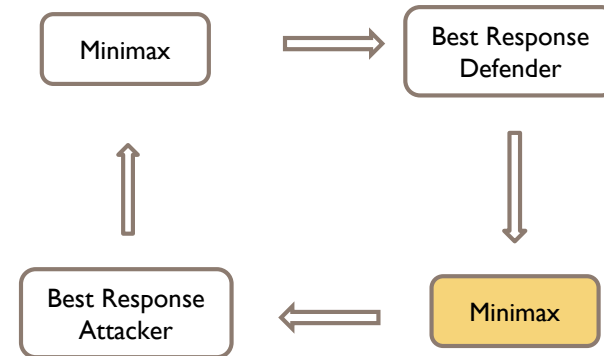 Minimax
Best Response
Defender
Best Response
Attacker
Minimax